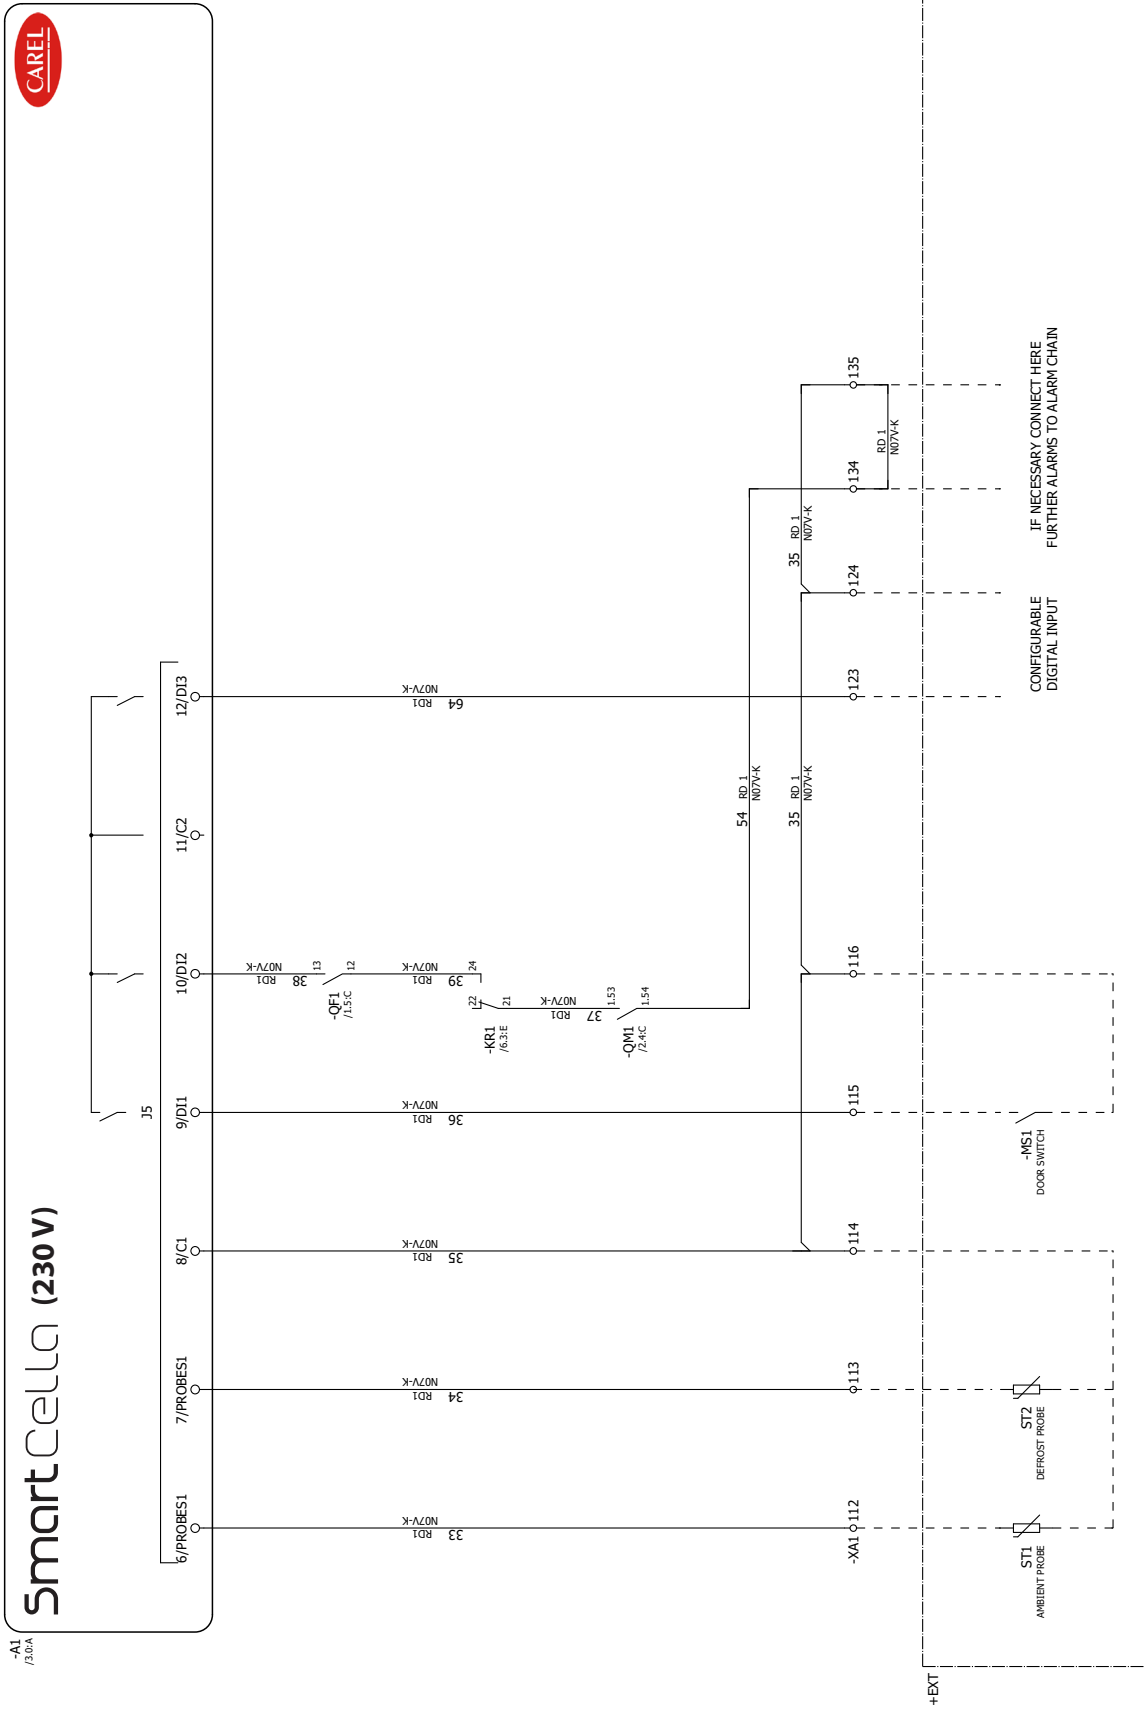 -A1
/3.0:A
SmartCella (230 V)
CAREL
J5
6/PROBES1
7/PROBES1
8/C1
9/DI1
10/DI2
11/C2
12/DI3
33
RD1
N07V-K
34
RD1
N07V-K
35
RD1
N07V-K
36
RD1
N07V-K
38
RD1
N07V-K
13
12
-QF1
/1.5:C
39
RD1
N07V-K
24
22
21
-KR1
/6.3:E
37
RD1
N07V-K
1.53
1.54
-QM1
/2.4:C
64
RD1
N07V-K
54
RD 1
N07V-K
35
RD 1
N07V-K
35
RD 1
N07V-K
RD 1
N07V-K
-XA1
112
113
114
115
116
123
124
134
135
+EXT
ST1
AMBIENT PROBE
ST2
DEFROST PROBE
-MS1
DOOR SWITCH
CONFIGURABLE
DIGITAL INPUT
IF NECESSARY CONNECT HERE
FURTHER ALARMS TO ALARM CHAIN